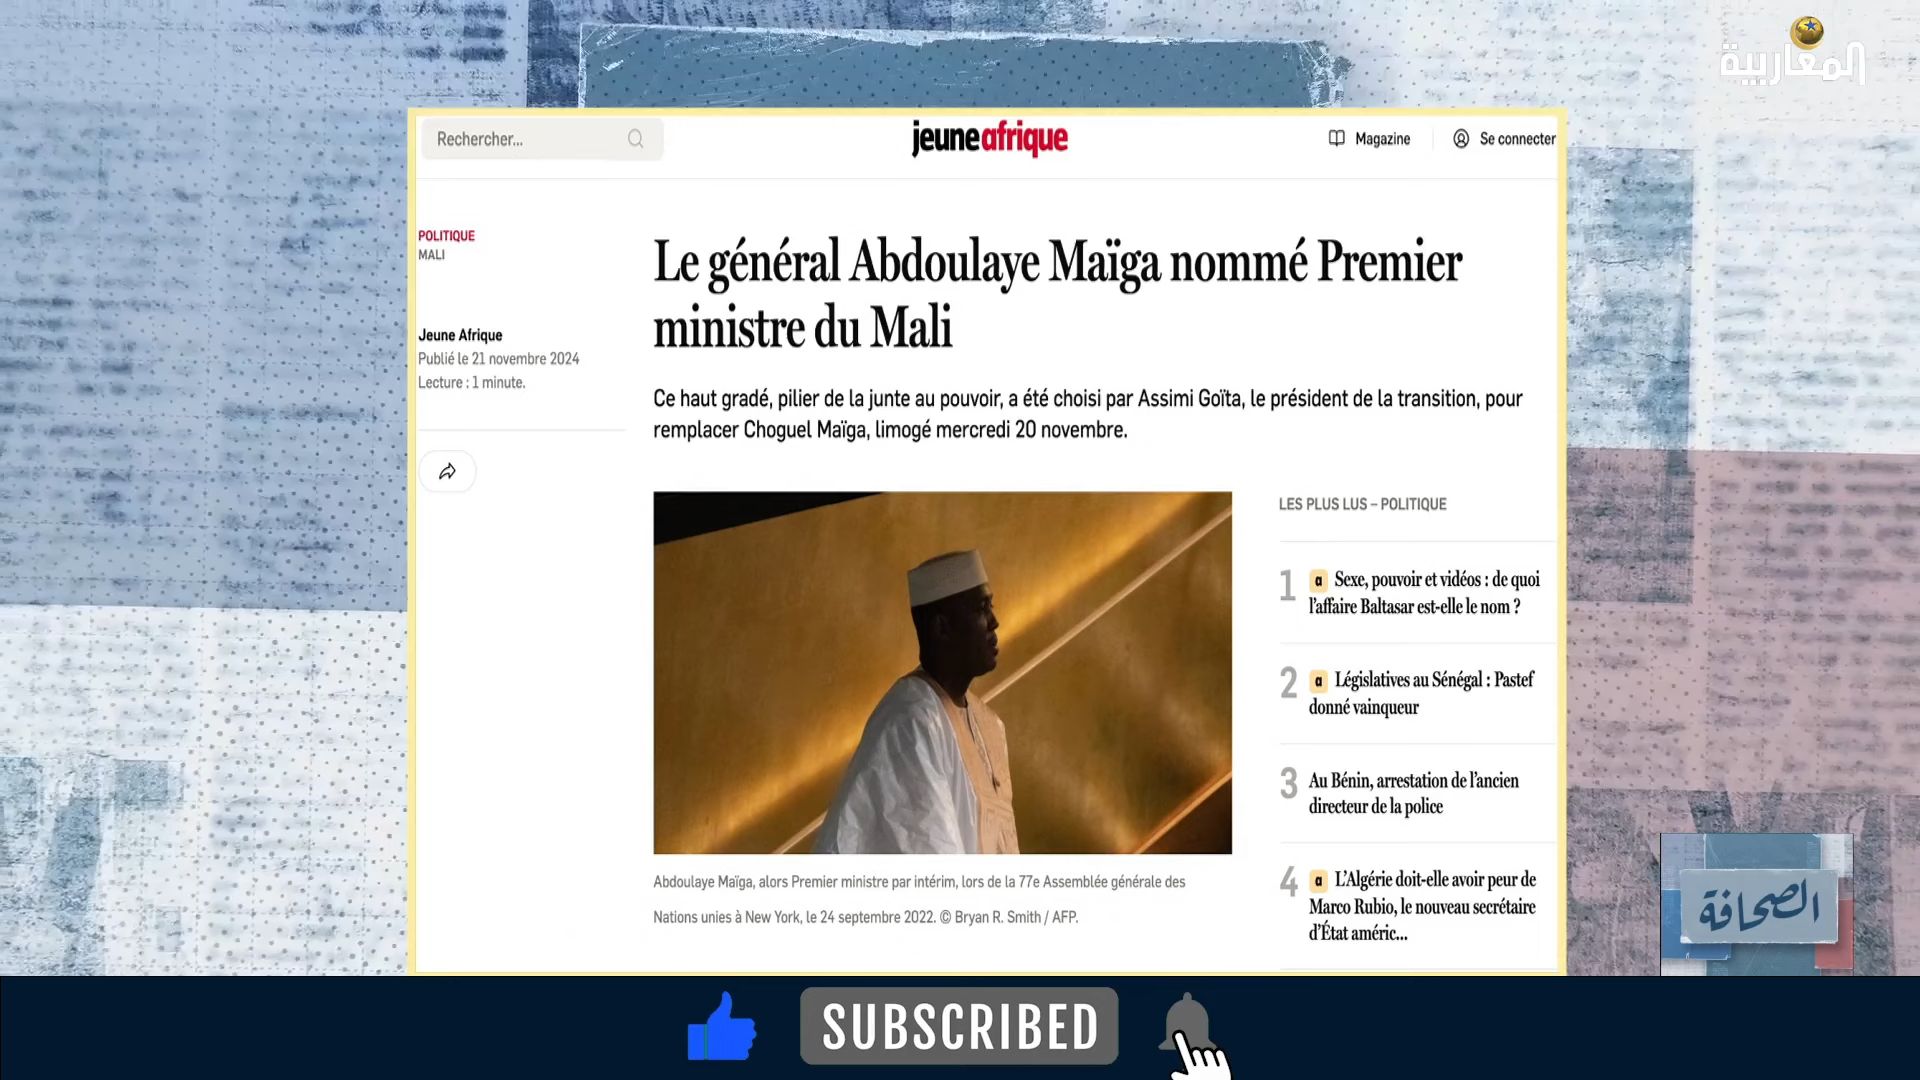 المغاربية
Rechercher...
jeune afrique
Magazine
Se connecter
POLITIQUE
MALI
Jeune Afrique
Publié le 21 novembre 2024
Lecture : 1 minute.
Le général Abdoulaye Maïga nommé Premier
ministre du Mali
Ce haut gradé, pilier de la junte au pouvoir, a été choisi par Assimi Goïta, le président de la transition, pour
remplacer Choguel Maïga, limogé mercredi 20 novembre.
Abdoulaye Maïga, alors Premier ministre par intérim, lors de la 77e Assemblée générale des
Nations unies à New York, le 24 septembre 2022. © Bryan R. Smith / AFP.
LES PLUS LUS – POLITIQUE
1 a Sexe, pouvoir et vidéos : de quoi
l'affaire Baltasar est-elle le nom ?
2 a Législatives au Sénégal : Pastef
donné vainqueur
3 Au Bénin, arrestation de l'ancien
directeur de la police
4 a L'Algérie doit-elle avoir peur de
Marco Rubio, le nouveau secrétaire
d'État améric...
الصحافة
SUBSCRIBED